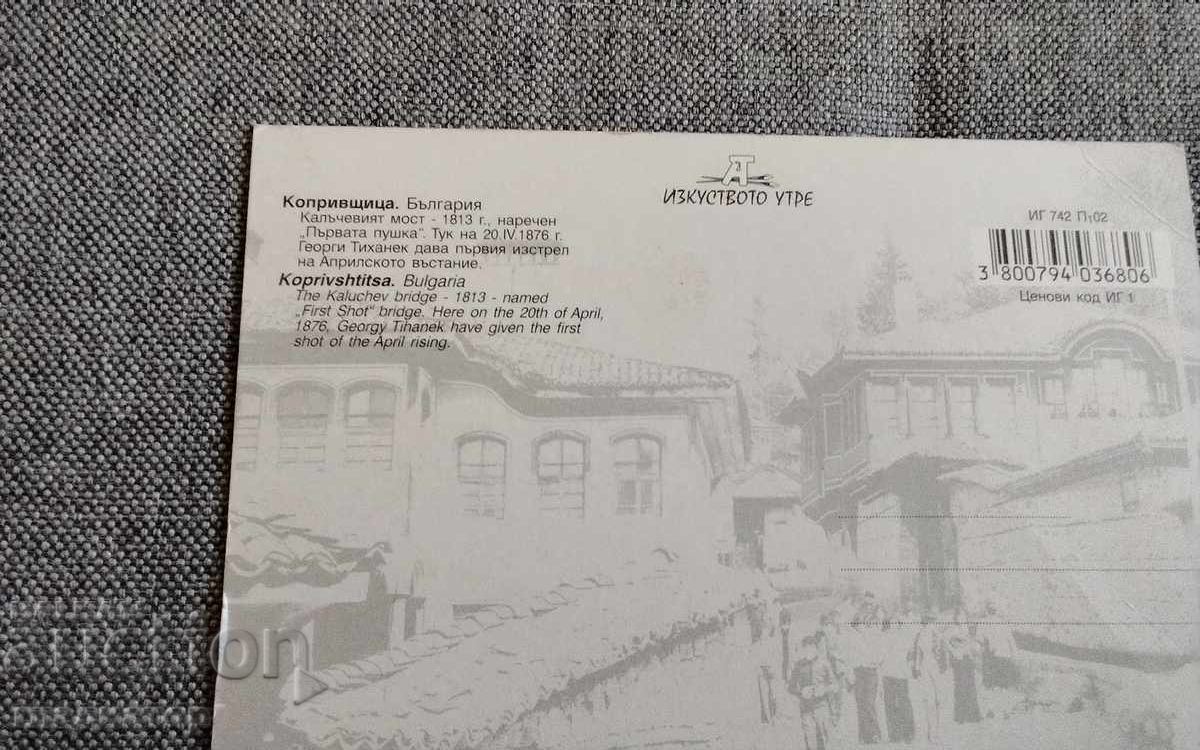 Копривщица. България
Калъчевият мост - 1813 г., наречен
„Първата пушка“. Тук на 20.IV.1876 г.
Георги Тиханек дава първия изстрел
на Априлското въстание.
Koprivshtitsa. Bulgaria
The Kaluchev bridge - 1813 - named
„First Shot“ bridge. Here on the 20th of April,
1876, Georgy Tihanek have given the first
shot of the April rising.
АТ
ИЗКУСТВОТО УТРЕ
ИГ 742 П102
3 800794 036806
Ценови код ИГ 1
auction